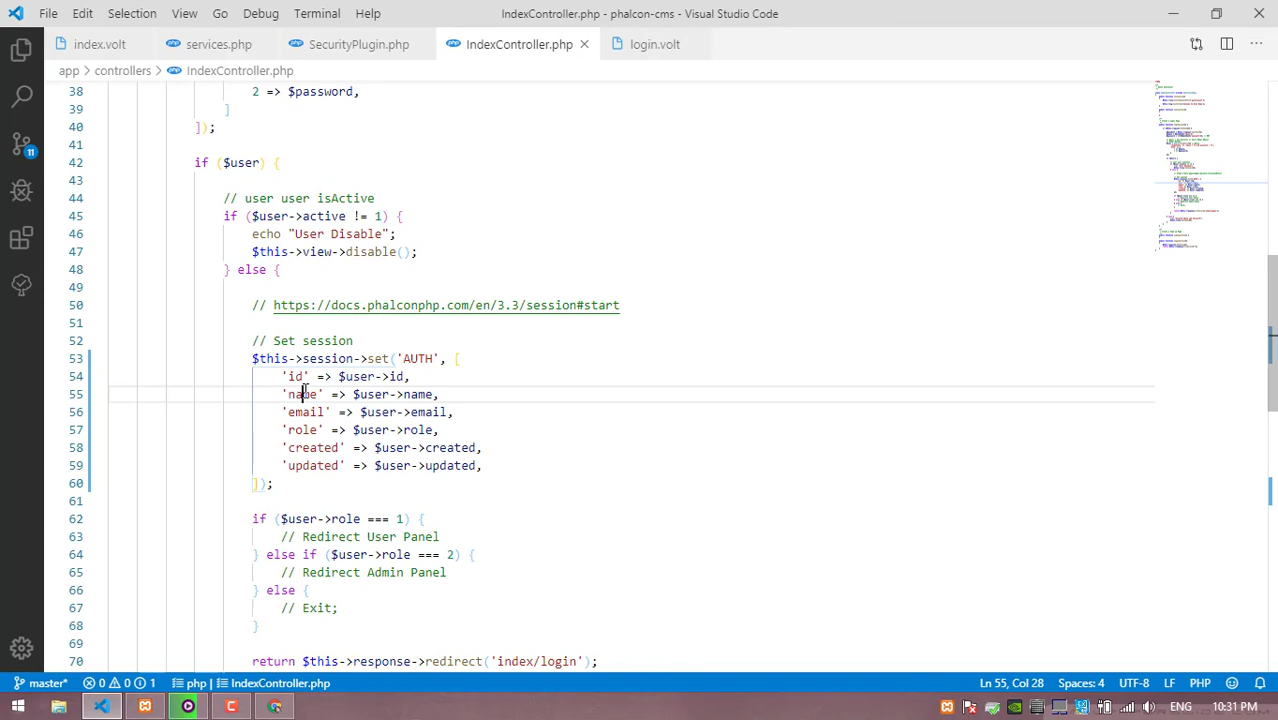 File Edit Selection View Go Debug Terminal Help IndexController.php - phalcon-cms - Visual Studio Code
index.volt services.php SecurityPlugin.php IndexController.php login.volt
app > controllers > IndexController.php
38 2 => $password,
39 ]
40 ]);
41
42 if ($user) {
43
44 // user user isActive
45 if ($user->active != 1) {
46 echo "User Disable";
47 $this->view->disable();
48 } else {
49
50 // https://docs.phalconphp.com/en/3.3/session#start
51
52 // Set session
53 $this->session->set('AUTH', [
54 'id' => $user->id,
55 'name' => $user->name,
56 'email' => $user->email,
57 'role' => $user->role,
58 'created' => $user->created,
59 'updated' => $user->updated,
60 ]);
61
62 if ($user->role === 1) {
63 // Redirect User Panel
64 } else if ($user->role === 2) {
65 // Redirect Admin Panel
66 } else {
67 // Exit;
68 }
69
70 return $this->response->redirect('index/login');
11
master* 0 0 1 php | IndexController.php Ln 55, Col 28 Spaces: 4 UTF-8 LF PHP
ENG 10:31 PM